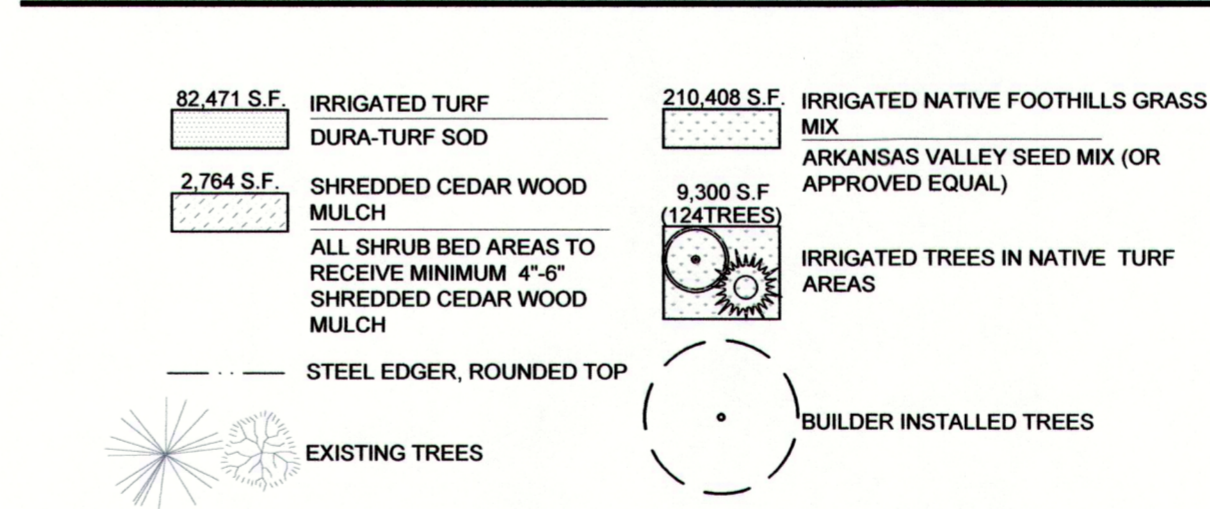 82,471 S.F.
IRRIGATED TURF
DURA-TURF SOD
2,764 S.F.
SHREDDED CEDAR WOOD
MULCH
ALL SHRUB BED AREAS TO
RECEIVE MINIMUM 4"-6"
SHREDDED CEDAR WOOD
MULCH
STEEL EDGER, ROUNDED TOP
EXISTING TREES
210,408 S.F.
IRRIGATED NATIVE FOOTHILLS GRASS
MIX
ARKANSAS VALLEY SEED MIX (OR
APPROVED EQUAL)
9,300 S.F
(124TREES)
IRRIGATED TREES IN NATIVE TURF
AREAS
BUILDER INSTALLED TREES